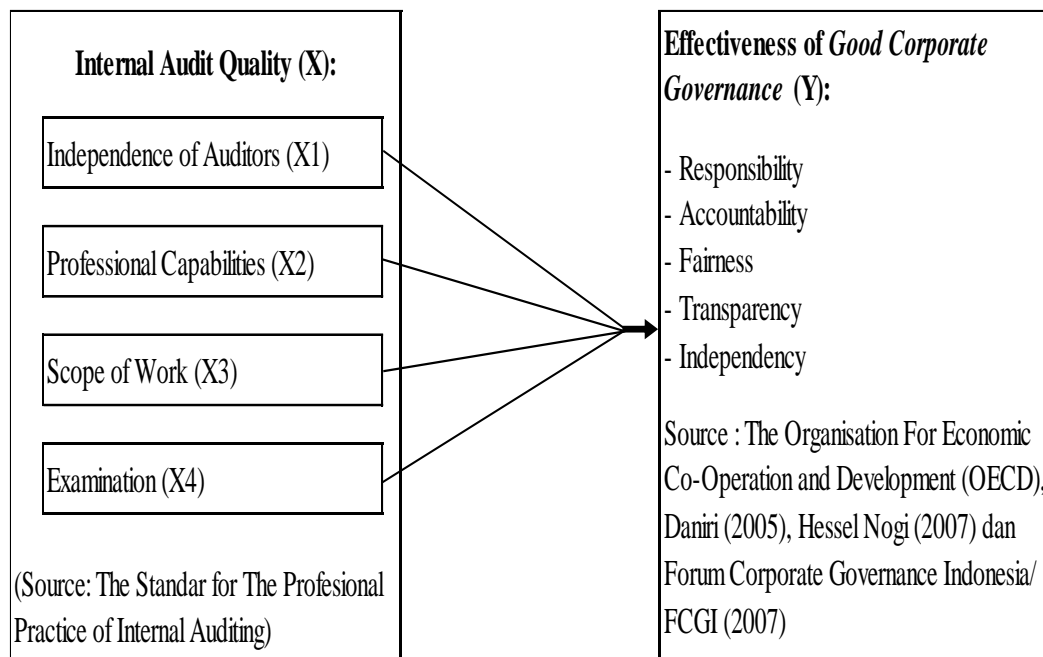 Internal Audit Quality (X):
Independence of Auditors (X1)
Professional Capabilities (X2)
Scope of Work (X3)
Examination (X4)
(Source: The Standar for The Profesional
Practice of Internal Auditing)
Effectiveness of Good Corporate
Governance (Y):
- Responsibility
- Accountability
- Fairness
- Transparency
- Independency
Source : The Organisation For Economic
Co-Operation and Development (OECD),
Daniri (2005), Hessel Nogi (2007) dan
Forum Corporate Governance Indonesia/
FCGI (2007)